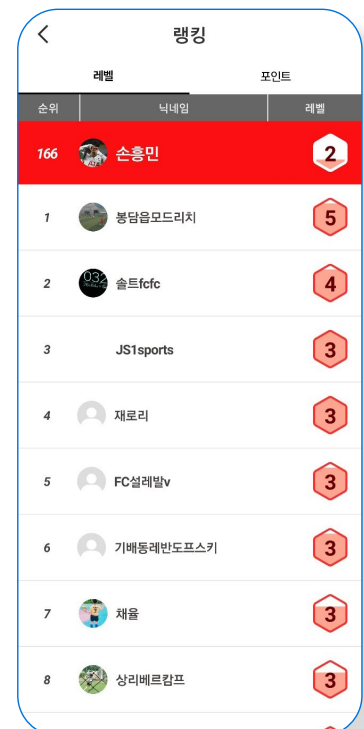 랭킹
레벨 포인트
순위 닉네임 레벨
166 손흥민 2
1 봉담읍모드리치 5
2 솔트fcfc 4
3 JS1sports 3
4 재로리 3
5 FC설레발v 3
6 기배동레반도프스키 3
7 채율 3
8 상리베르캄프 3